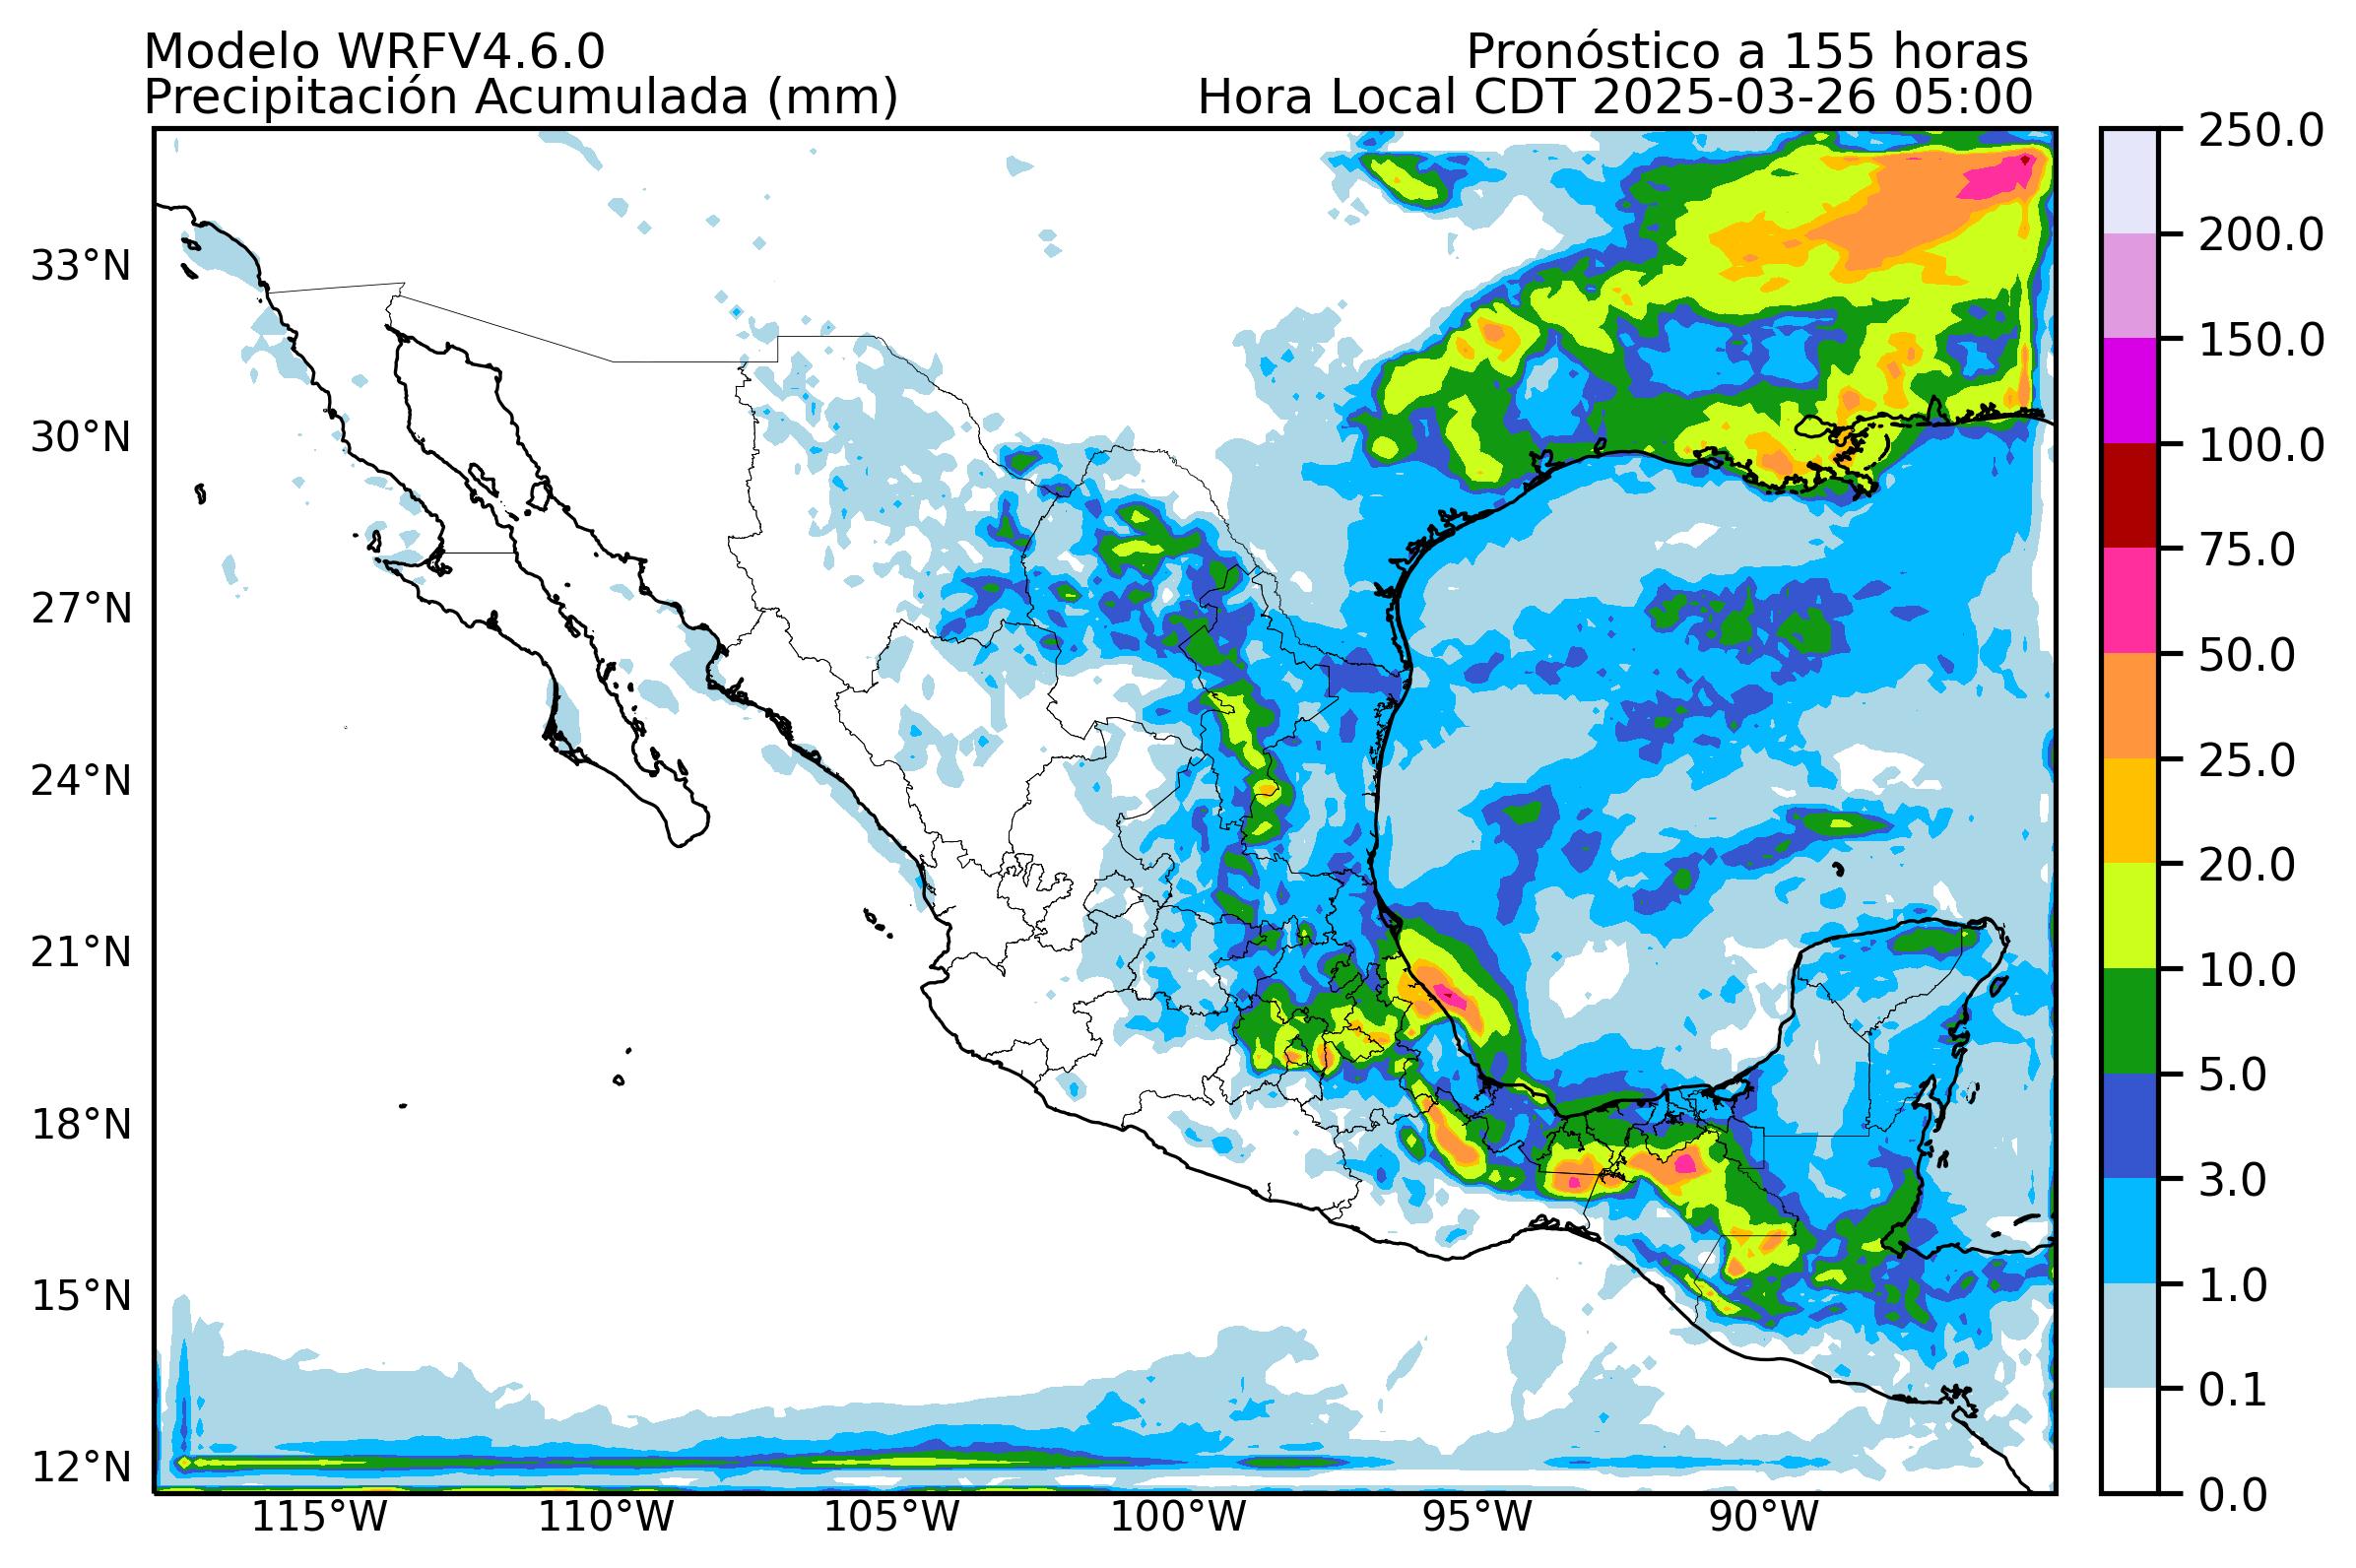 Modelo WRFV4.6.0
Pronóstico a 155 horas
Precipitación Acumulada (mm)
Hora Local CDT 2025-03-26 05:00
33°N
30°N
27°N
24°N
21°N
18°N
15°N
12°N
115°W
110°W
105°W
100°W
95°W
90°W
250.0
200.0
150.0
100.0
75.0
50.0
25.0
20.0
10.0
5.0
3.0
1.0
0.1
0.0